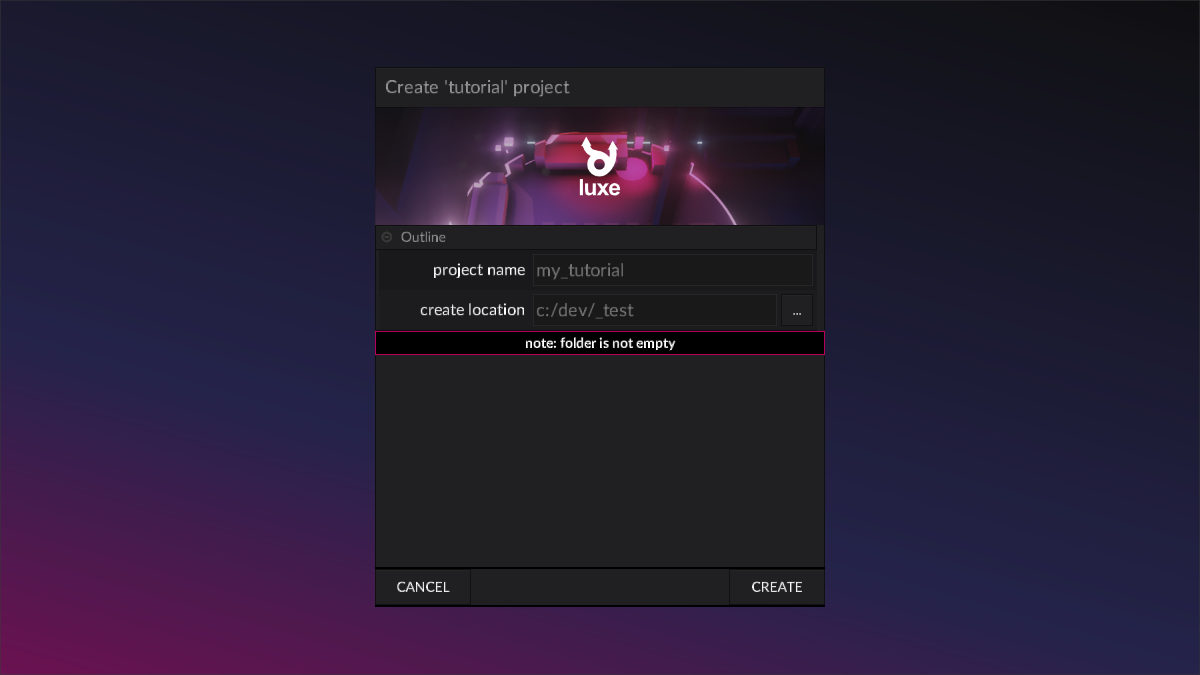 Create 'tutorial' project
luxe
Outline
project name my_tutorial
create location c:/dev/_test ...
note: folder is not empty
CANCEL CREATE